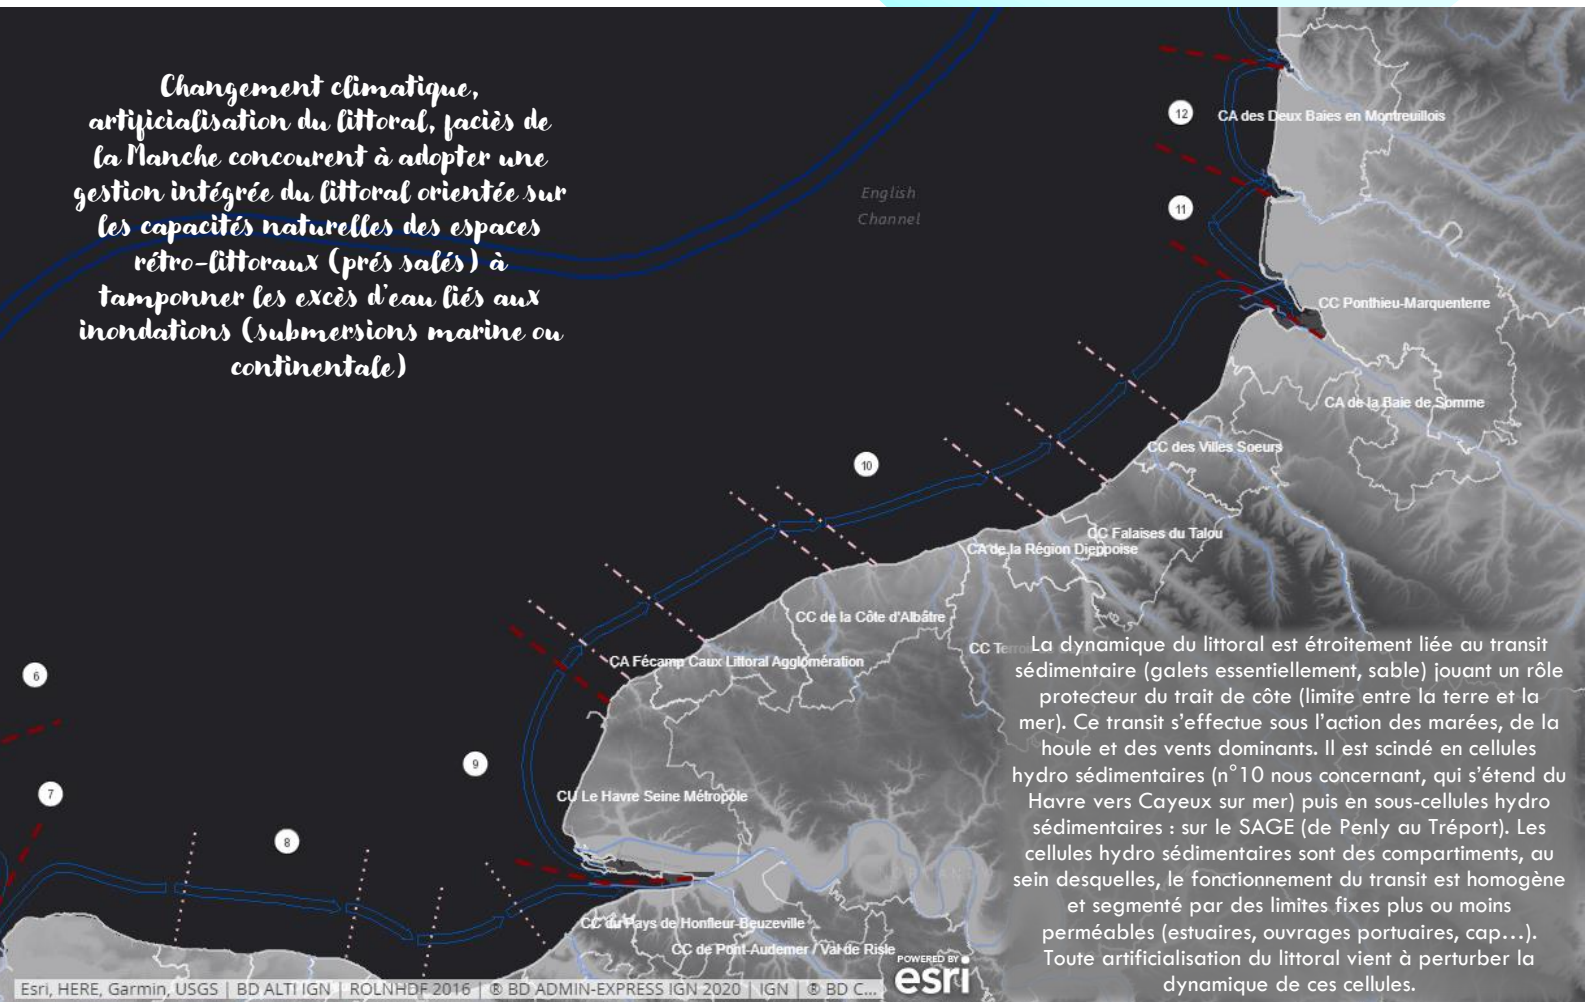 Changement climatique,
artificialisation du littoral, faciès de
la Manche concourent à adopter une
gestion intégrée du littoral orientée sur
les capacités naturelles des espaces
rétro-littoraux (prés salés) à
tamponner les excès d'eau liés aux
inondations (submersions marine ou
continentale)
English
Channel
12
CA des Deux Baies en Montreuillois
11
CC Ponthieu-Marquenterre
CA de la Baie de Somme
CC des Villes Soeurs
10
CC Falaises du Talou
CA de la Région Dieppoise
CC de la Côte d'Albâtre
CC Terroir
CA Fécamp Caux Littoral Agglomération
6
9
7
CU Le Havre Seine Métropole
8
CC du Pays de Honfleur-Beuzeville
CC de Pont-Audemer / Val de Risle
La dynamique du littoral est étroitement liée au transit
sédimentaire (galets essentiellement, sable) jouant un rôle
protecteur du trait de côte (limite entre la terre et la
mer). Ce transit s'effectue sous l'action des marées, de la
houle et des vents dominants. Il est scindé en cellules
hydro sédimentaires (n°10 nous concernant, qui s'étend du
Havre vers Cayeux sur mer) puis en sous-cellules hydro
sédimentaires : sur le SAGE (de Penly au Tréport). Les
cellules hydro sédimentaires sont des compartiments, au
sein desquelles, le fonctionnement du transit est homogène
et segmenté par des limites fixes plus ou moins
perméables (estuaires, ouvrages portuaires, cap...).
Toute artificialisation du littoral vient à perturber la
dynamique de ces cellules.
Esri, HERE, Garmin, USGS | BD ALTI IGN | ROLNHDF 2016 | ® BD ADMIN-EXPRESS IGN 2020 | IGN | ® BD C...
POWERED BY
esri